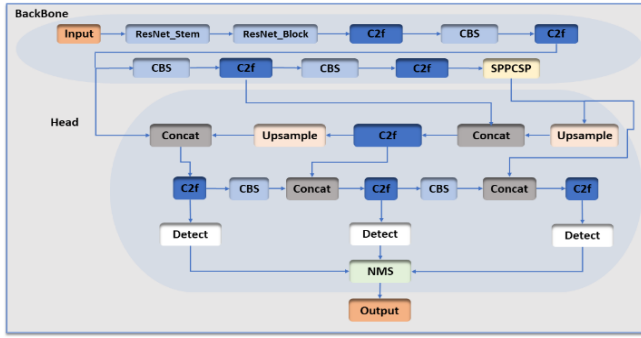 BackBone
Input ResNet_Stem ResNet_Block C2f CBS C2f
CBS C2f CBS C2f SPPCSP
Head
Concat Upsample C2f Concat Upsample
C2f CBS Concat C2f CBS Concat C2f
Detect Detect Detect
NMS
Output